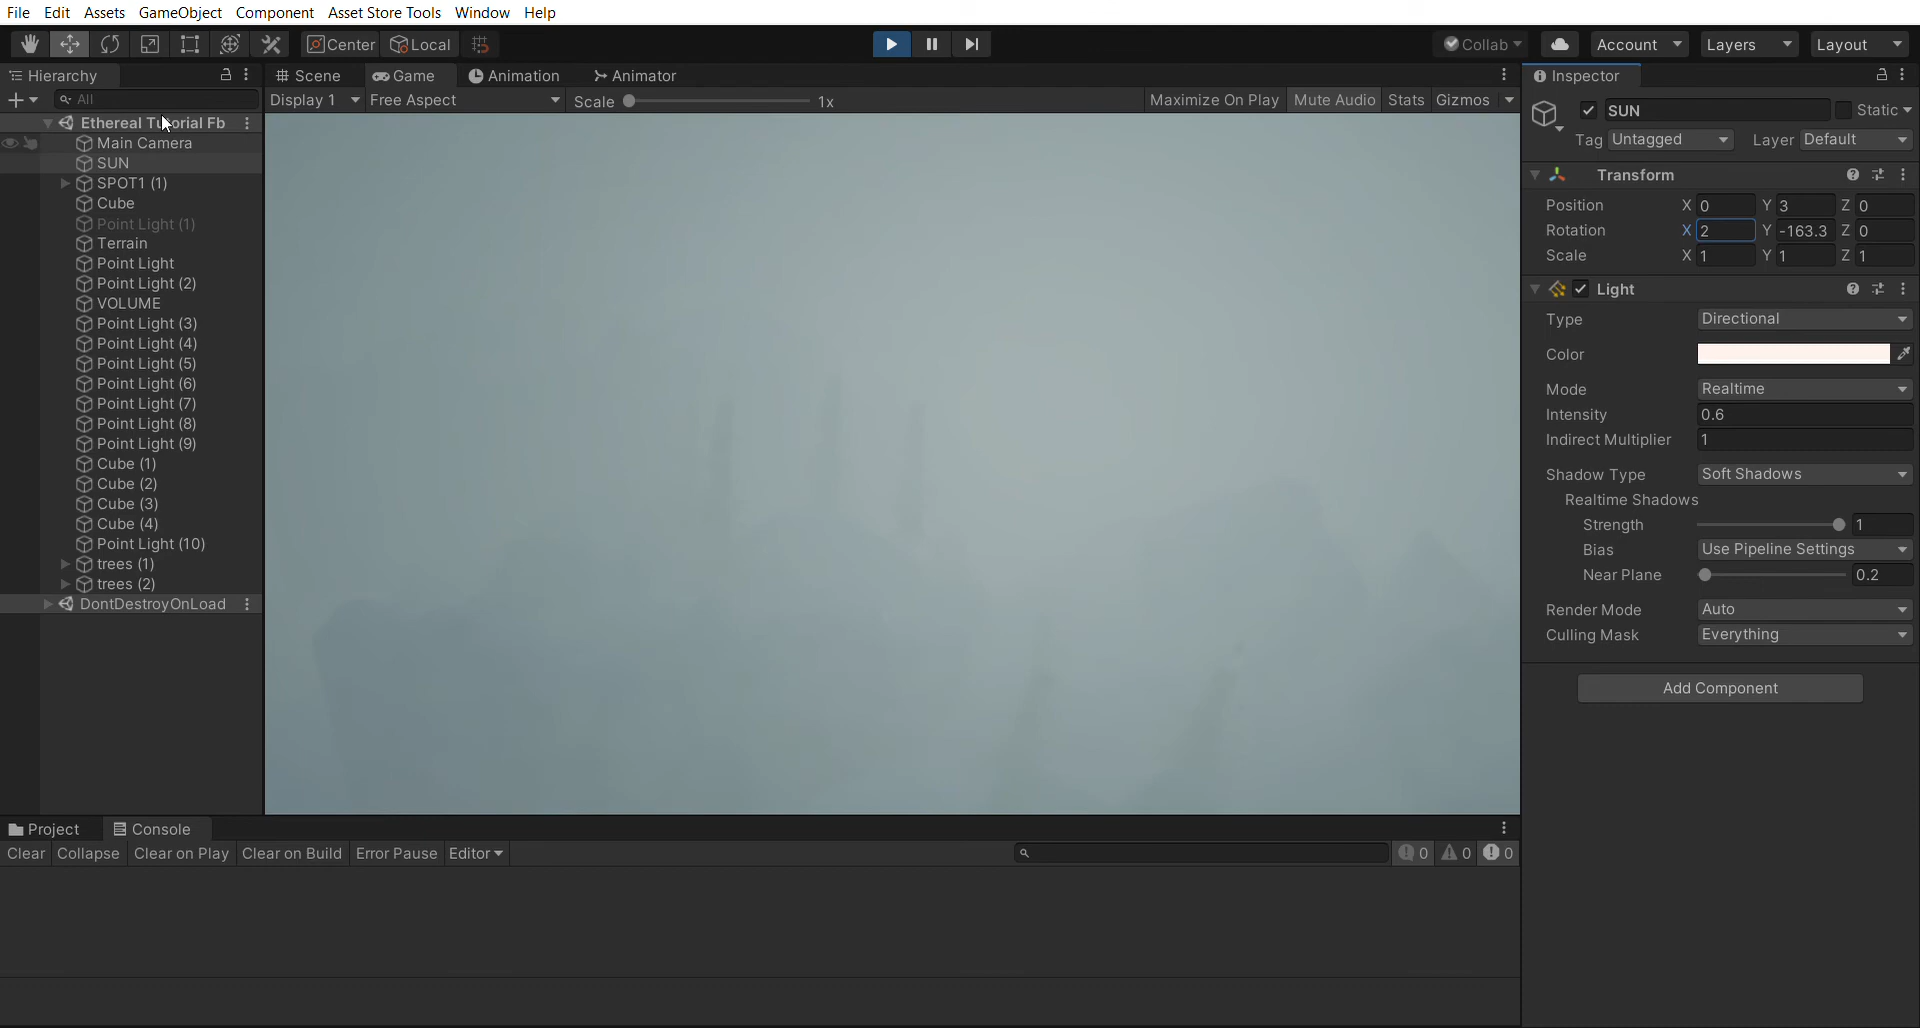 File Edit Assets GameObject Component Asset Store Tools Window Help
Center Local Collab Account Layers Layout
Hierarchy Scene Game Animation Animator Inspector
All Display 1 Free Aspect Scale 1x Maximize On Play Mute Audio Stats Gizmos
Ethereal Tutorial Fb
Main Camera
SUN
SPOT1 (1)
Cube
Point Light (1)
Terrain
Point Light
Point Light (2)
VOLUME
Point Light (3)
Point Light (4)
Point Light (5)
Point Light (6)
Point Light (7)
Point Light (8)
Point Light (9)
Cube (1)
Cube (2)
Cube (3)
Cube (4)
Point Light (10)
trees (1)
trees (2)
DontDestroyOnLoad
SUN Static
Tag Untagged Layer Default
Transform
Position X 0 Y 3 Z 0
Rotation X 2 Y -163.3 Z 0
Scale X 1 Y 1 Z 1
Light
Type Directional
Color
Mode Realtime
Intensity 0.6
Indirect Multiplier 1
Shadow Type Soft Shadows
Realtime Shadows
Strength 1
Bias Use Pipeline Settings
Near Plane 0.2
Render Mode Auto
Culling Mask Everything
Add Component
Project Console
Clear Collapse Clear on Play Clear on Build Error Pause Editor 0 0 0